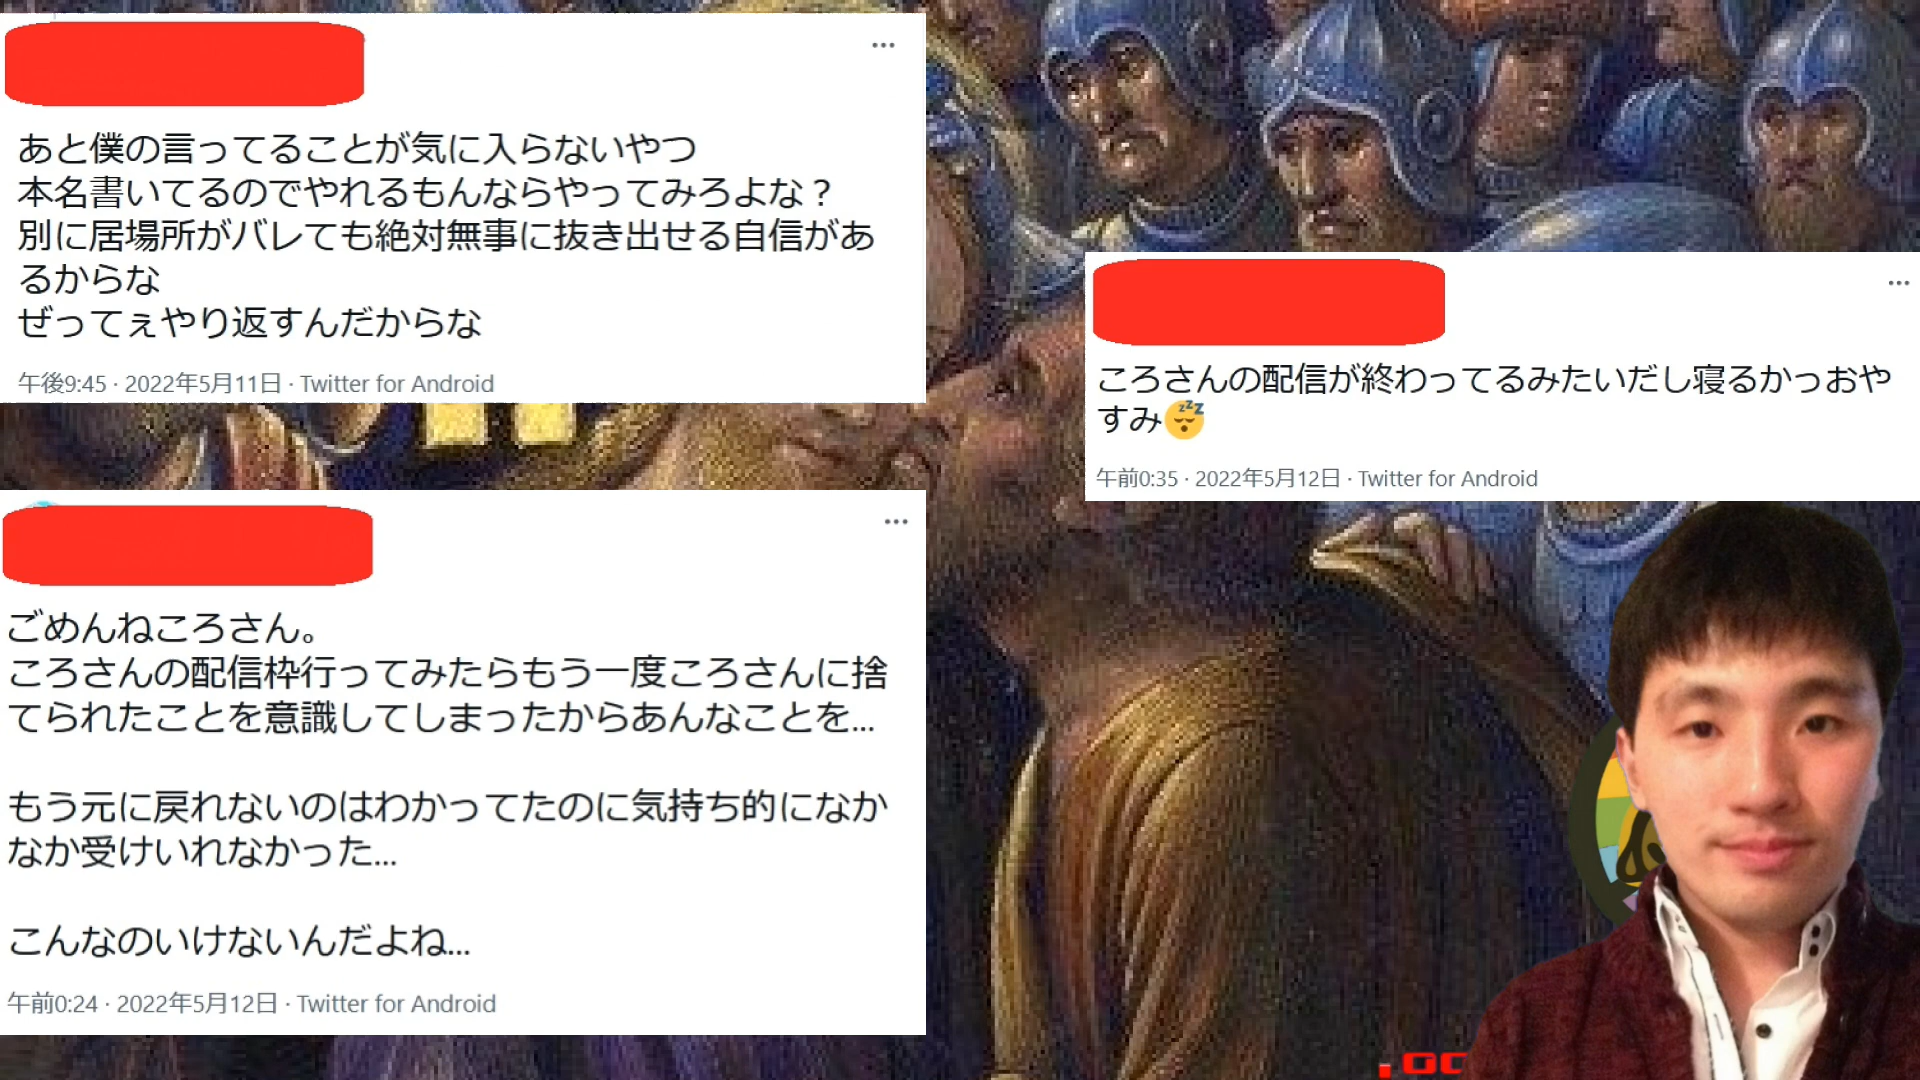 あと僕の言ってることが気に入らないやつ
本名書いてるのでやれるもんならやってみろよな？
別に居場所がバレても絶対無事に抜き出せる自信があ
るからな
ぜってぇやり返すんだからな
午後9:45 · 2022年5月11日 · Twitter for Android
ころさんの配信が終わってるみたいだし寝るかっおや
すみ😴
午前0:35 · 2022年5月12日 · Twitter for Android
ごめんねころさん。
ころさんの配信枠行ってみたらもう一度ころさんに捨
てられたことを意識してしまったからあんなことを...
もう元に戻れないのはわかってたのに気持ち的になか
なか受けいれなかった...
こんなのいけないんだよね...
午前0:24 · 2022年5月12日 · Twitter for Android